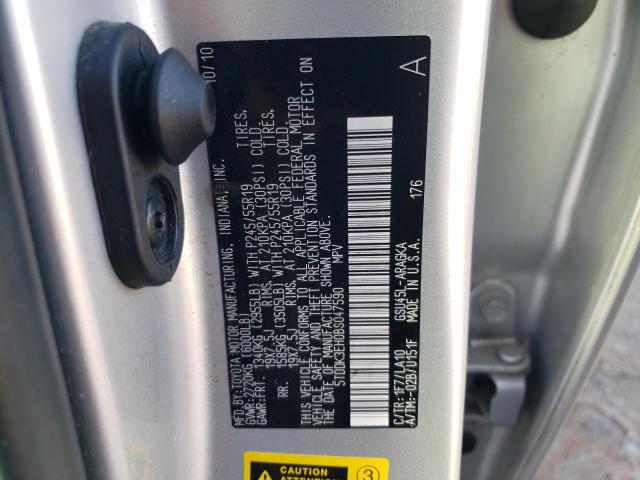 MFD.BY:TOYOTA MOTOR MANUFACTURING, INDIANA, INC. 10/10
GVWR:2720KG(6000LB)
GAWR:FRT. 1340KG(2955LB) WITH P245/55R19 TIRES,
19X7.5J RIMS, AT 210KPA(30PSI) COLD.
RR. 1585KG(3505LB) WITH P245/55R19 TIRES,
19X7.5J RIMS, AT 210KPA(30PSI) COLD.
THIS VEHICLE CONFORMS TO ALL APPLICABLE FEDERAL MOTOR
VEHICLE SAFETY AND THEFT PREVENTION STANDARDS IN EFFECT ON
THE DATE OF MANUFACTURE SHOWN ABOVE.
5TDDK3EH0BS047590 MPV
A
C/TR:1F7/LA10 GSU45L-ARAGKA
A/TM:-02B/U151F MADE IN U.S.A. 176
CAUTION 3
ATTENTION